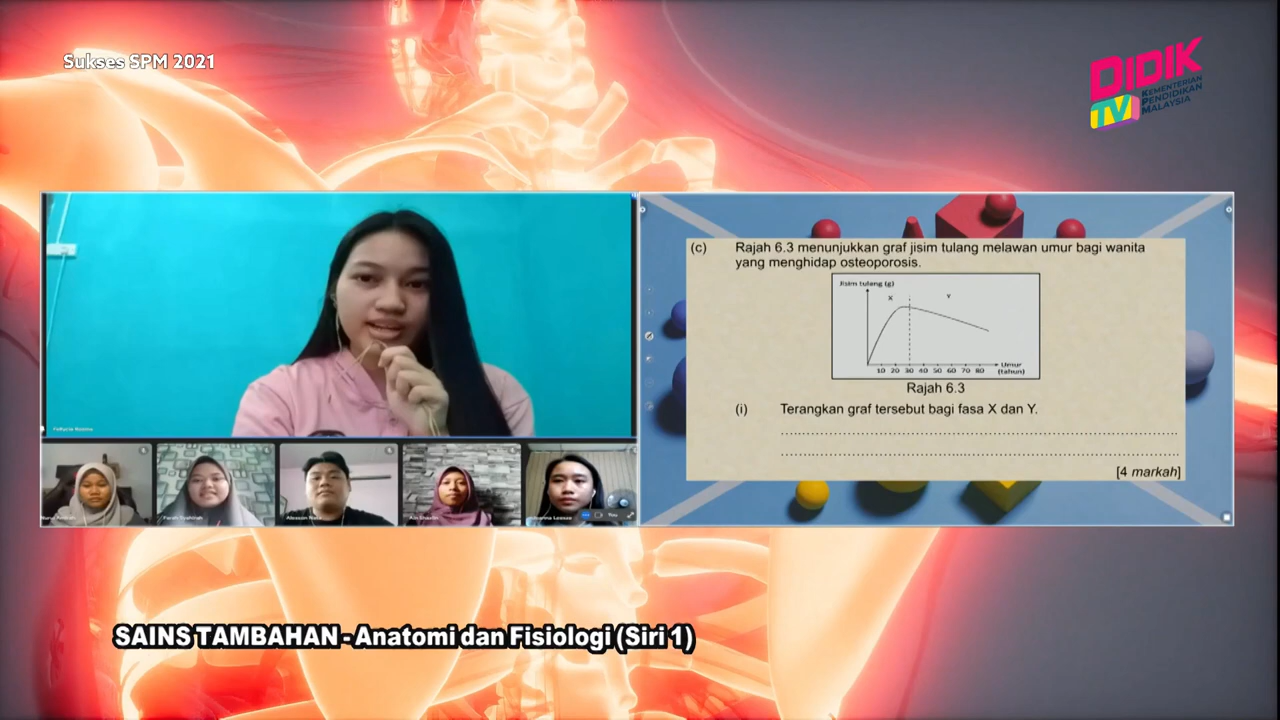 Sukses SPM 2021
DIDIK
TV
KEMENTERIAN
PENDIDIKAN
MALAYSIA
(c) Rajah 6.3 menunjukkan graf jisim tulang melawan umur bagi wanita
yang menghidap osteoporosis.
Jisim tulang (g)
X Y
10 20 30 40 50 60 70 80
Umur
(tahun)
Rajah 6.3
(i) Terangkan graf tersebut bagi fasa X dan Y.
[4 markah]
You
SAINS TAMBAHAN - Anatomi dan Fisiologi (Siri 1)